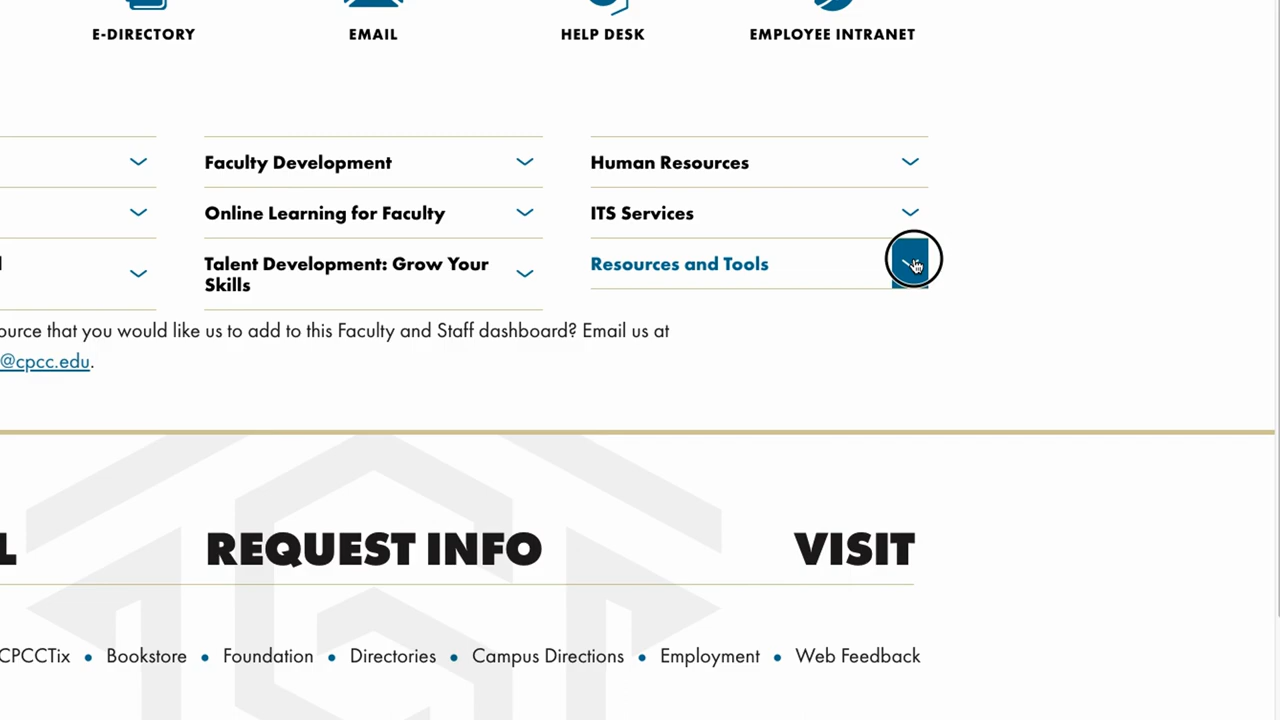 E-DIRECTORY
EMAIL
HELP DESK
EMPLOYEE INTRANET
Faculty Development
Human Resources
Online Learning for Faculty
ITS Services
Talent Development: Grow Your
Skills
Resources and Tools
ource that you would like us to add to this Faculty and Staff dashboard? Email us at
@cpcc.edu.
L
REQUEST INFO
VISIT
CPCCTix • Bookstore • Foundation • Directories • Campus Directions • Employment • Web Feedback